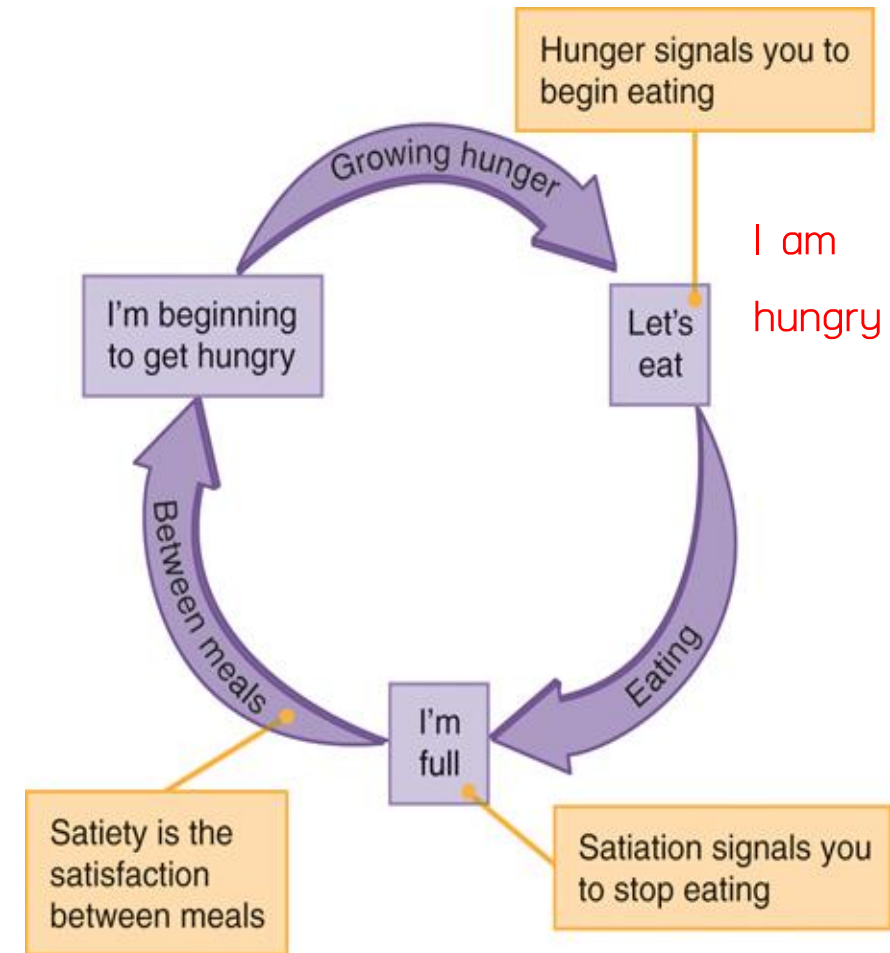 Hunger signals you to
begin eating
Growing hunger
I am
hungry
I'm beginning
to get hungry
Let's
eat
Between meals
Eating
I'm
full
Satiety is the
satisfaction
between meals
Satiation signals you
to stop eating